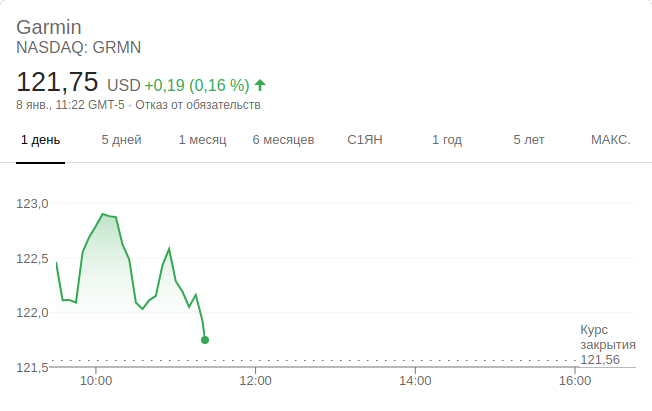 Garmin
NASDAQ: GRMN
121,75 USD +0,19 (0,16 %)
8 янв., 11:22 GMT-5 · Отказ от обязательств
1 день 5 дней 1 месяц 6 месяцев С1ЯН 1 год 5 лет МАКС.
123,0
122,5
122,0
Курс
закрытия
121,56
121,5
10:00 12:00 14:00 16:00